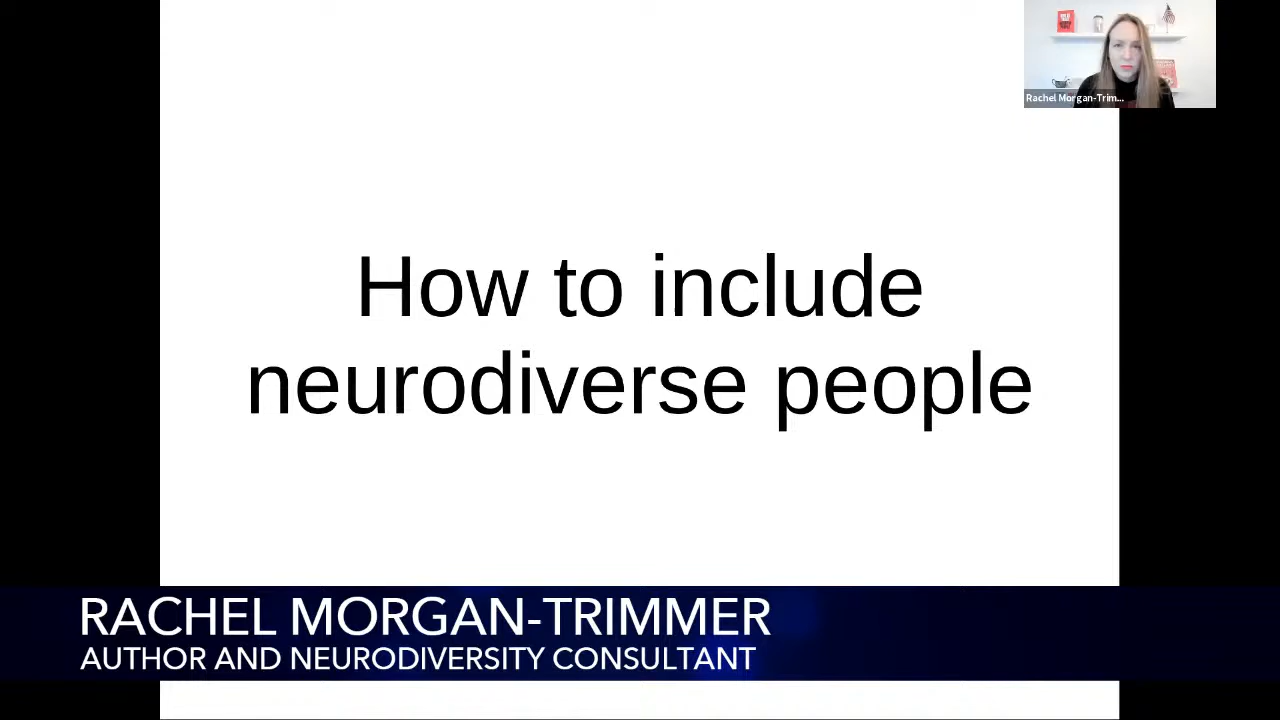 Rachel Morgan-Trim...
How to include
neurodiverse people
RACHEL MORGAN-TRIMMER
AUTHOR AND NEURODIVERSITY CONSULTANT